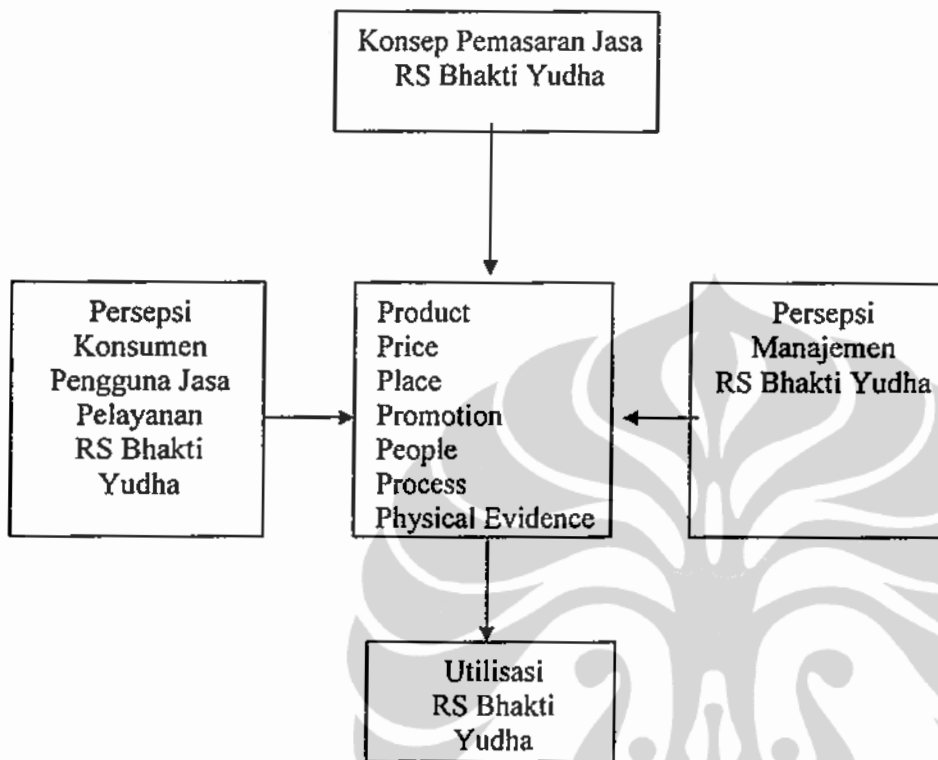 Konsep Pemasaran Jasa
RS Bhakti Yudha
Persepsi
Konsumen
Pengguna Jasa
Pelayanan
RS Bhakti
Yudha
Product
Price
Place
Promotion
People
Process
Physical Evidence
Persepsi
Manajemen
RS Bhakti Yudha
Utilisasi
RS Bhakti
Yudha